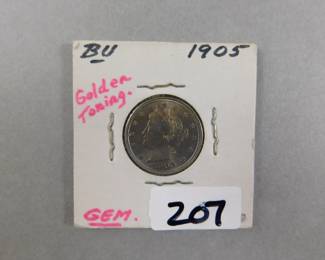 BU 1905
Golden
Toning.
GEM.
207